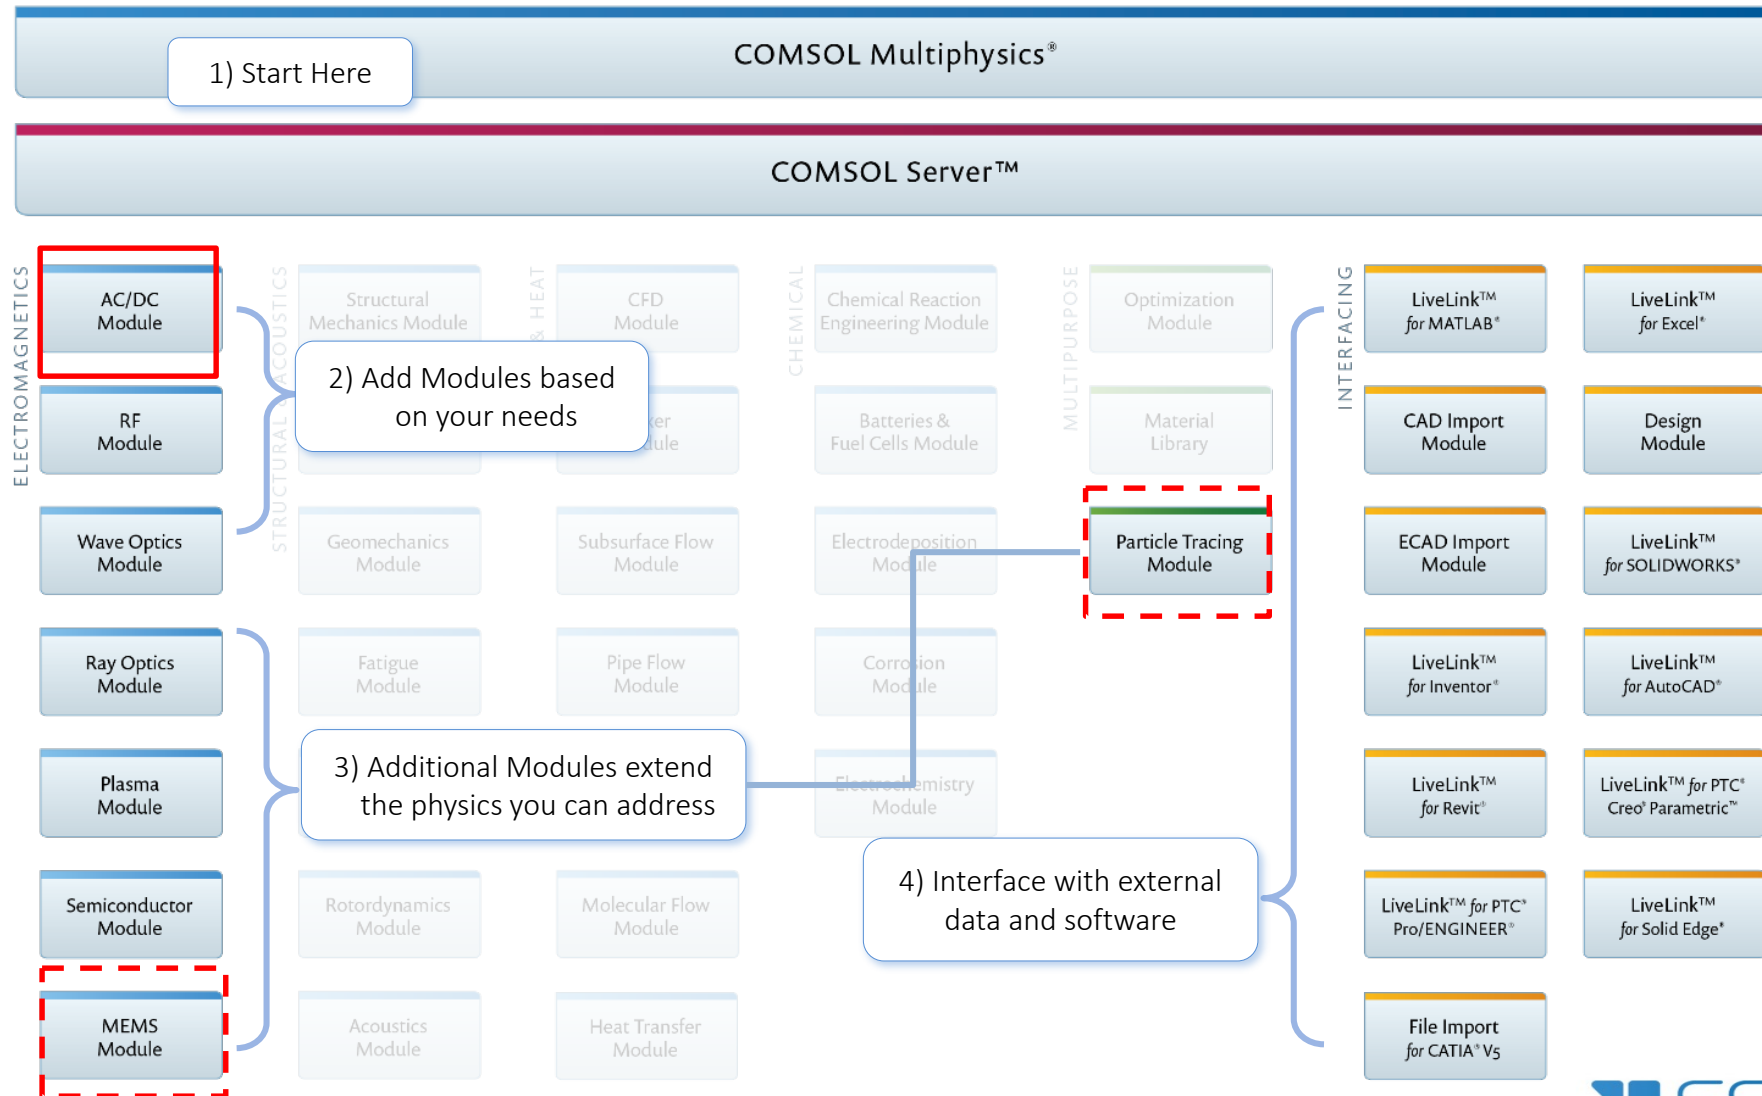 COMSOL Multiphysics®
1) Start Here
COMSOL Server™
ELECTROMAGNETICS
AC/DC
Module
RF
Module
Wave Optics
Module
Ray Optics
Module
Plasma
Module
Semiconductor
Module
MEMS
Module
STRUCTURAL
ACOUSTICS
Structural
Mechanics Module
2) Add Modules based
on your needs
Geomechanics
Module
Fatigue
Module
3) Additional Modules extend
the physics you can address
Rotordynamics
Module
Acoustics
Module
& HEAT
CFD
Module
Subsurface Flow
Module
Pipe Flow
Module
Molecular Flow
Module
Heat Transfer
Module
CHEMICAL
Chemical Reaction
Engineering Module
Batteries &
Fuel Cells Module
Electrodeposition
Module
Corrosion
Module
Electrochemistry
Module
4) Interface with external
data and software
MULTIPURPOSE
Optimization
Module
Material
Library
Particle Tracing
Module
INTERFACING
LiveLink™
for MATLAB®
CAD Import
Module
ECAD Import
Module
LiveLink™
for Inventor®
LiveLink™
for Revit®
LiveLink™ for PTC®
Pro/ENGINEER®
File Import
for CATIA® V5
LiveLink™
for Excel®
Design
Module
LiveLink™
for SOLIDWORKS®
LiveLink™
for AutoCAD®
LiveLink™ for PTC®
Creo® Parametric™
LiveLink™
for Solid Edge®